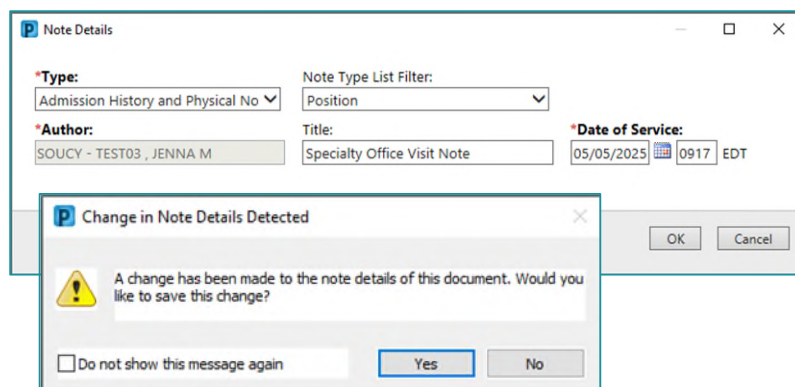 P Note Details
*Type:
Note Type List Filter:
Admission History and Physical No
Position
*Author:
Title:
*Date of Service:
SOUCY - TEST03 , JENNA M
Specialty Office Visit Note
05/05/2025 0917 EDT
OK Cancel
P Change in Note Details Detected
A change has been made to the note details of this document. Would you
like to save this change?
Do not show this message again
Yes No